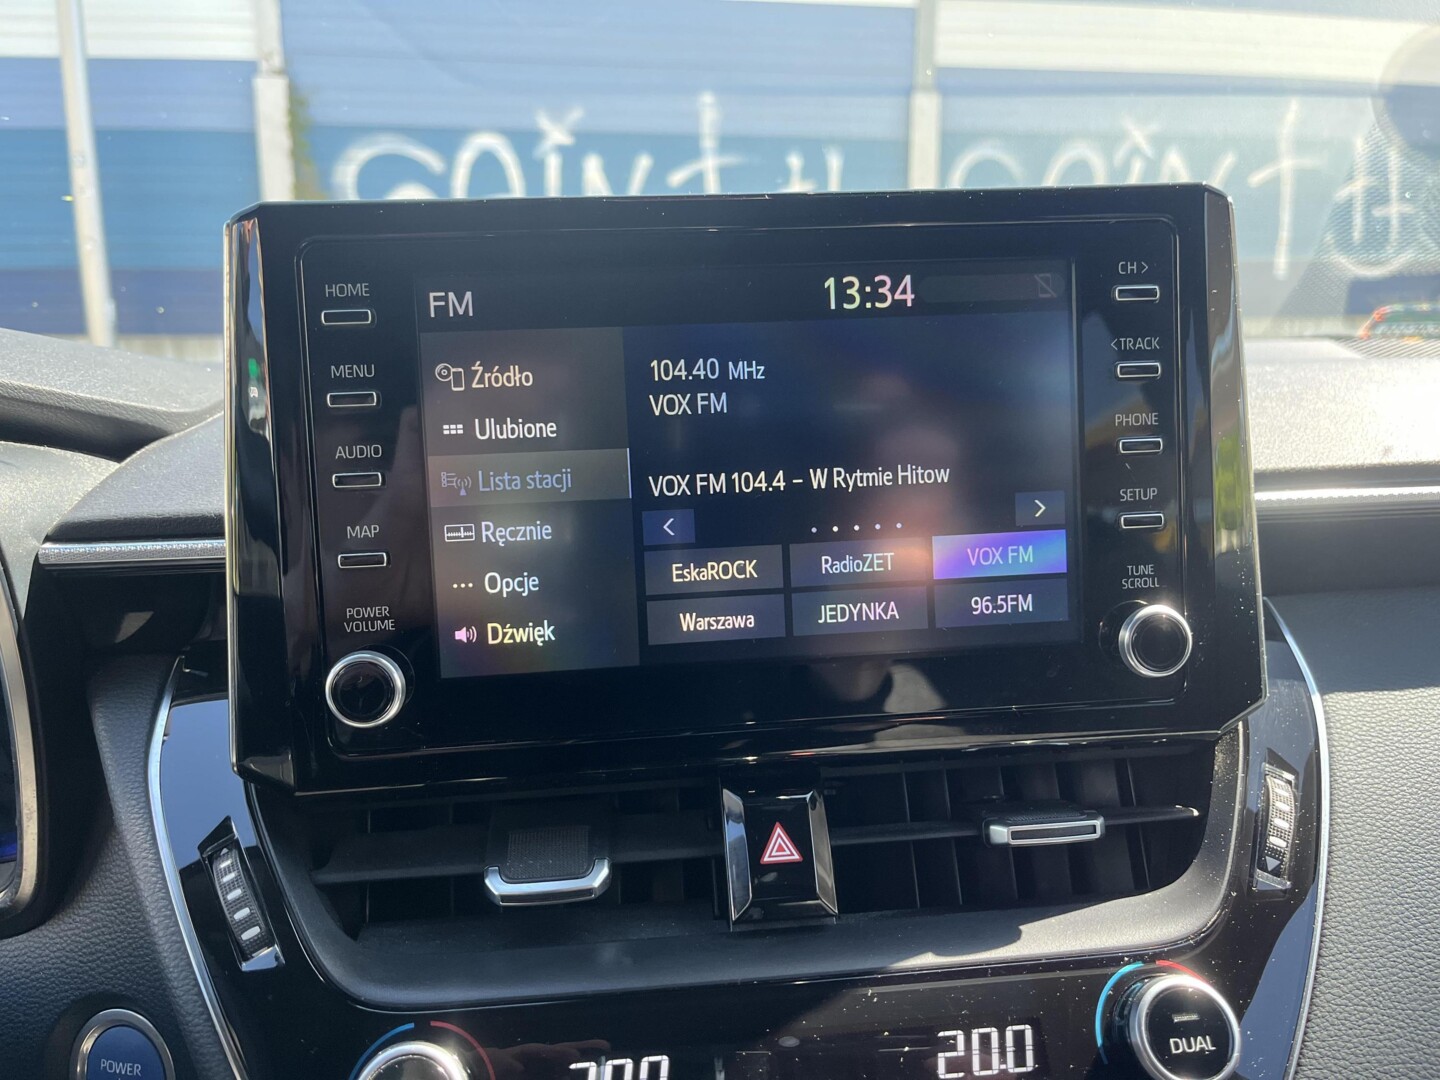 HOME
MENU
AUDIO
MAP
POWER
VOLUME
FM
13:34
Źródło
Ulubione
Lista stacji
Ręcznie
Opcje
Dźwięk
104.40 MHz
VOX FM
VOX FM 104.4 - W Rytmie Hitow
<
>
EskaROCK
RadioZET
VOX FM
Warszawa
JEDYNKA
96.5FM
CH >
<TRACK
PHONE
SETUP
TUNE
SCROLL
POWER
20.0
DUAL